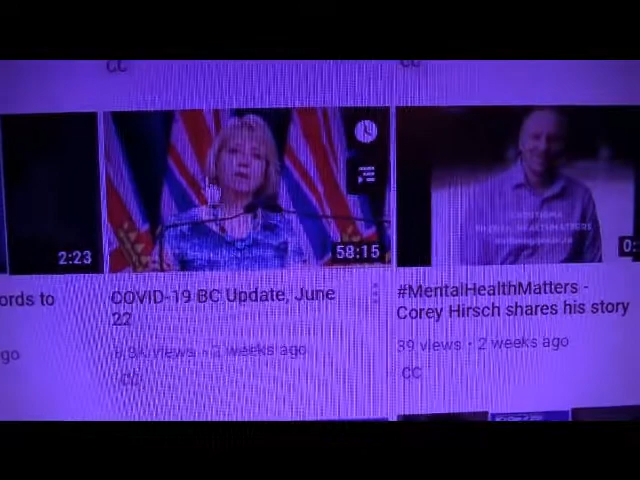 CC
CC
2:23
58:15
0:
ords to
COVID-19 BC Update, June
22
#MentalHealthMatters -
Corey Hirsch shares his story
go
views • 2 weeks ago
39 views • 2 weeks ago
CC
CC